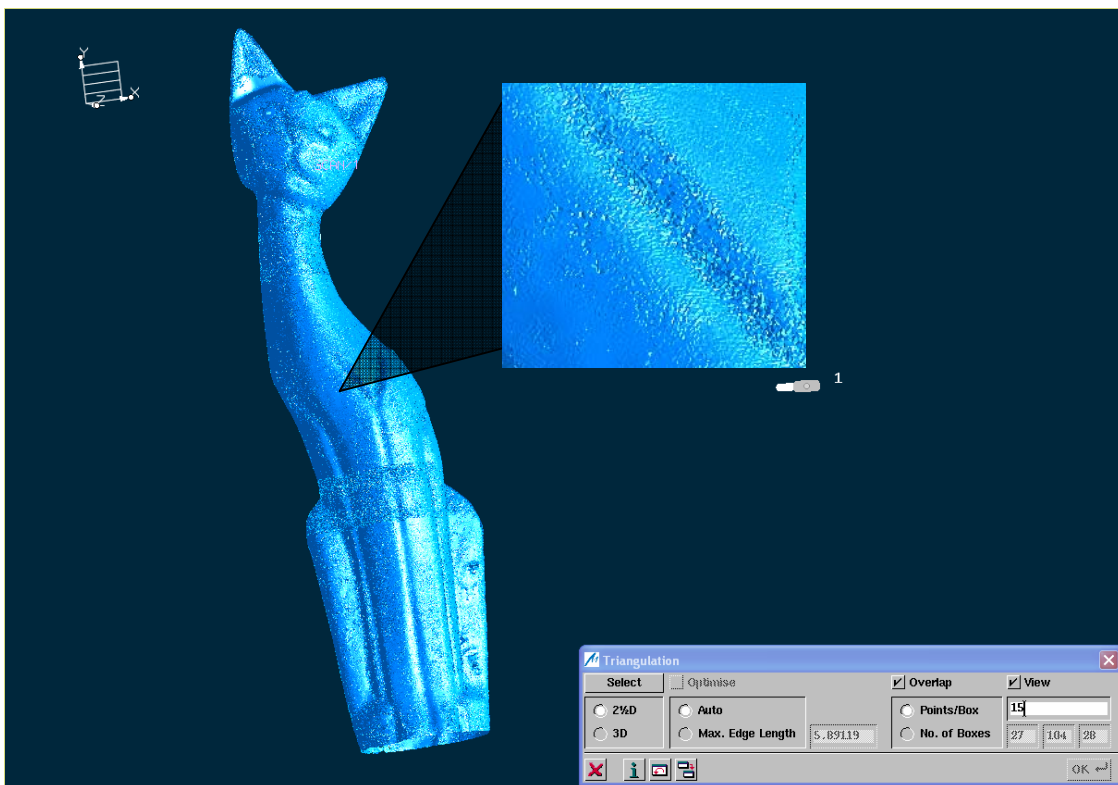 Y
Z X
1
Triangulation
Select Optimise Overlap View
2½D Auto Points/Box 15
3D Max. Edge Length 5.89119 No. of Boxes 27 104 28
i
OK